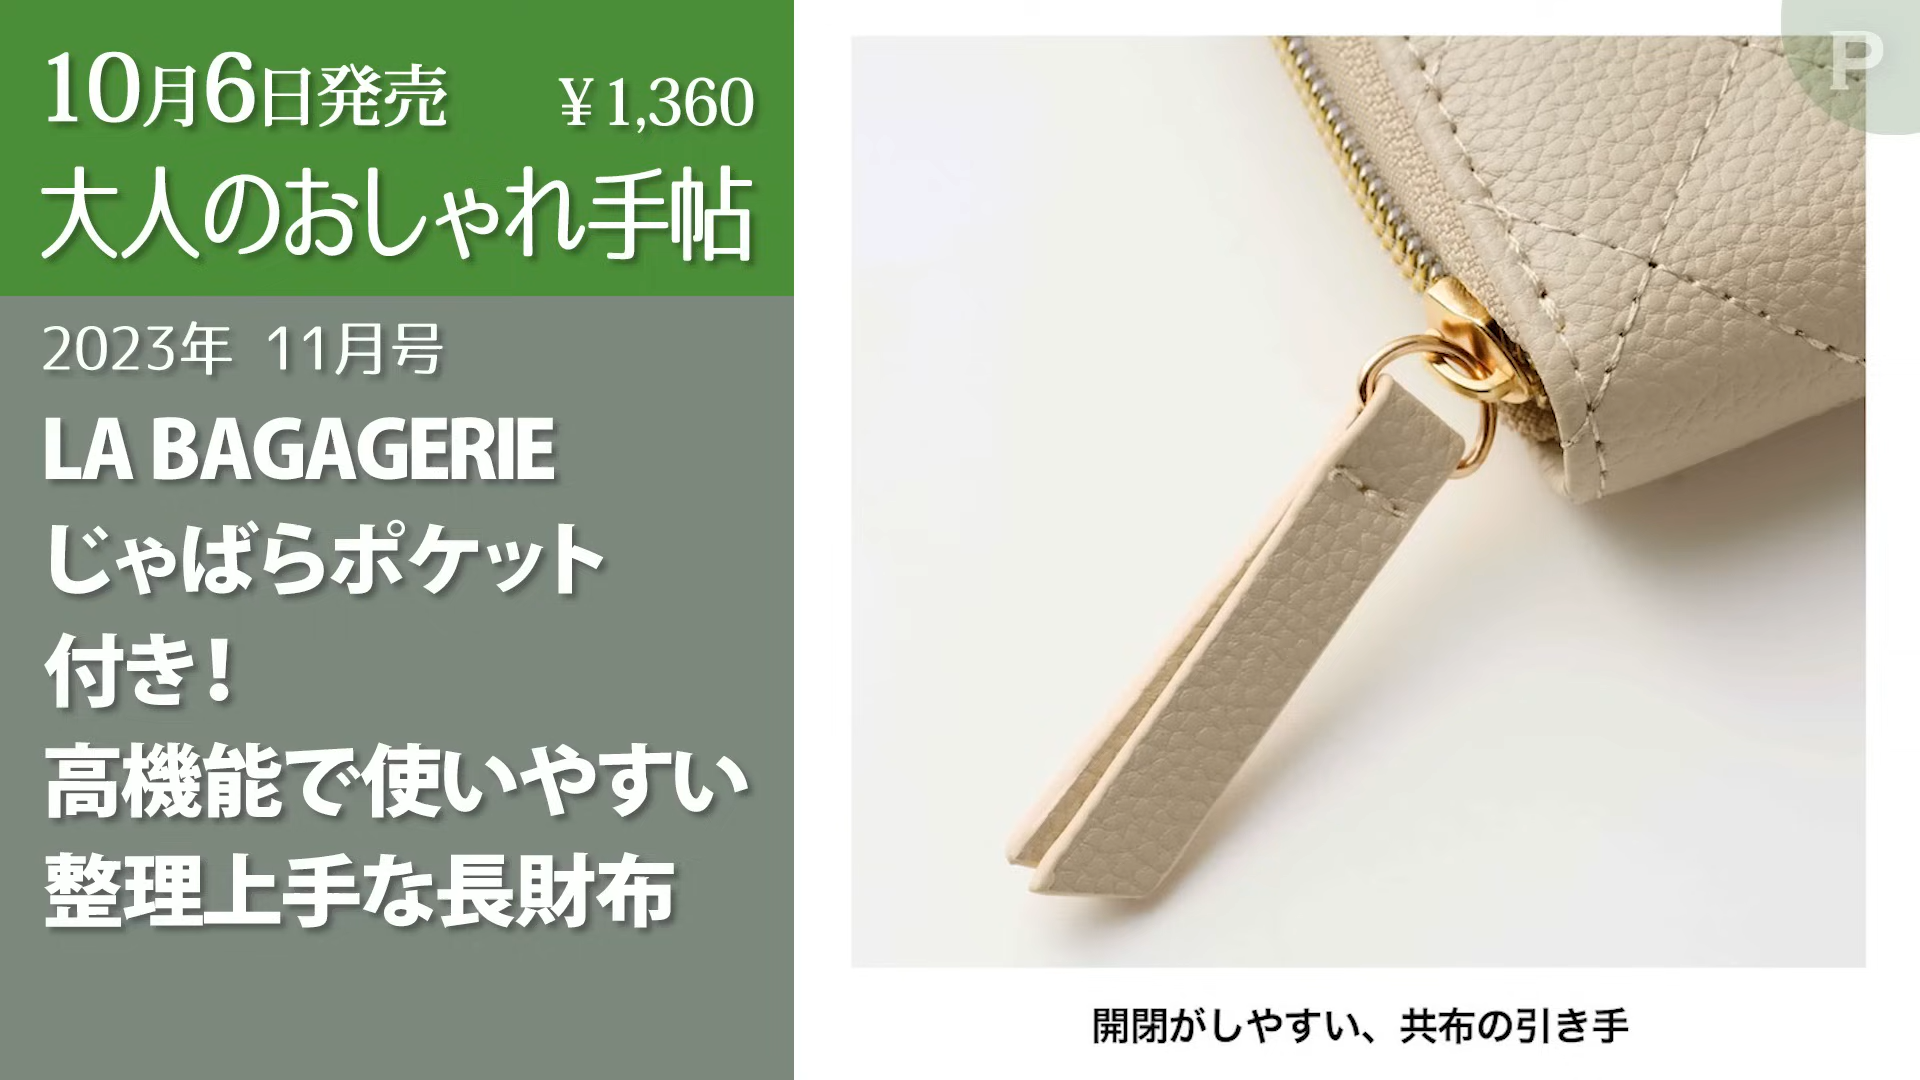 10月6日発売 ￥1,360
大人のおしゃれ手帖
2023年 11月号
LA BAGAGERIE
じゃばらポケット
付き！
高機能で使いやすい
整理上手な長財布
P
開閉がしやすい、共布の引き手